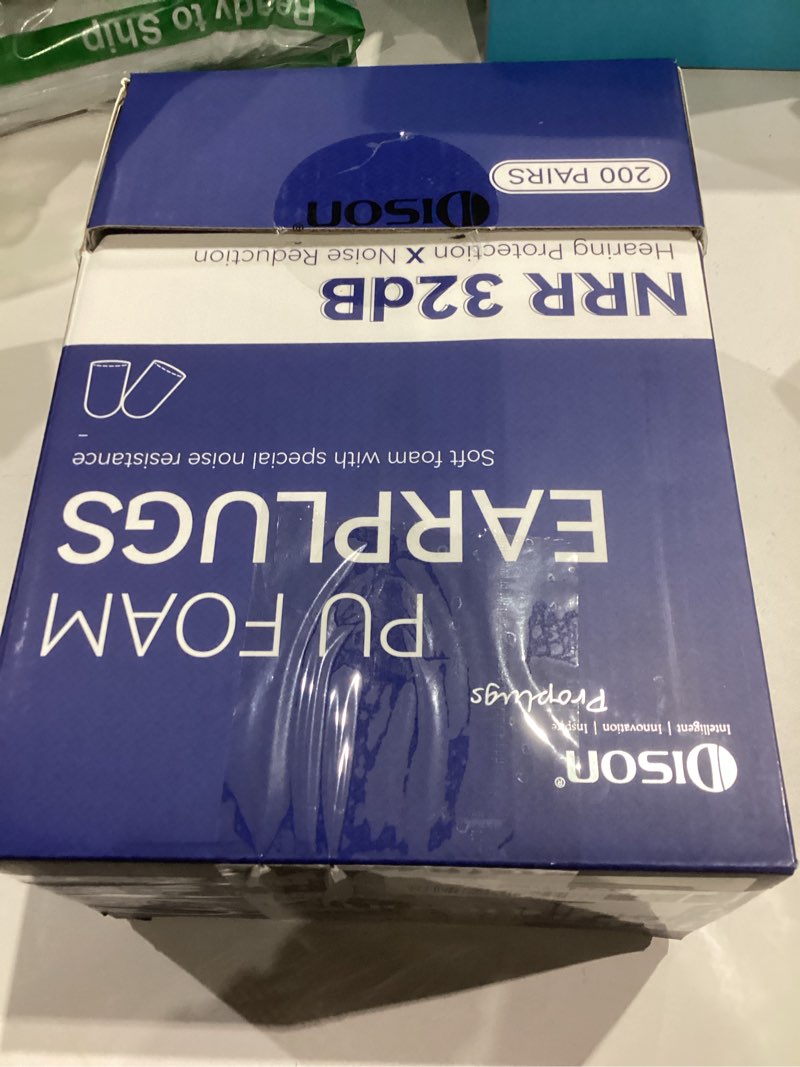 DISON®
Intelligent | Innovation | Inspire
Proplugs
PU FOAM
EARPLUGS
Soft foam with special noise resistance
NRR 32dB
Hearing Protection X Noise Reduction
DISON®
200 PAIRS
Ready to Ship